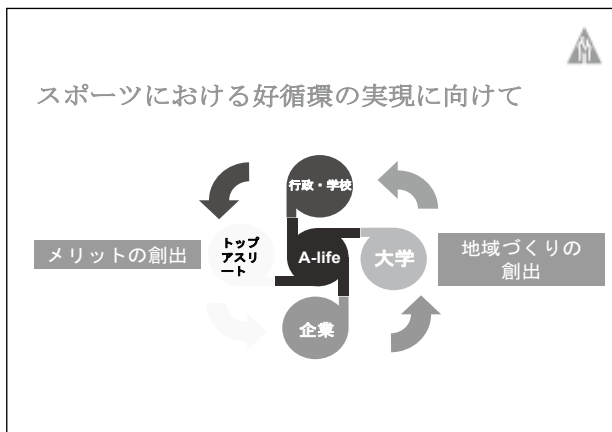 スポーツにおける好循環の実現に向けて
行政・学校
メリットの創出
トップ
アスリ
ート
A-life
大学
地域づくりの
創出
企業